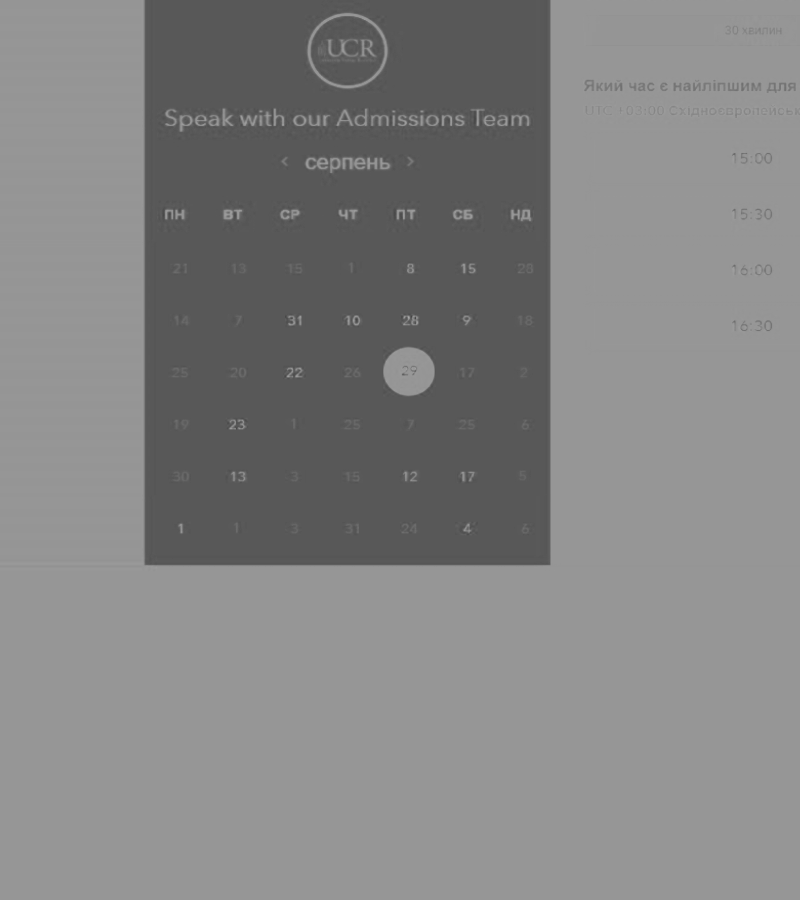 UCR
Speak with our Admissions Team
< серпень >
ПН ВТ СР ЧТ ПТ СБ НД
21 13 15 1 8 15 28
14 7 31 10 28 9 18
25 20 22 26 29 17 2
19 23 1 25 7 25 6
30 13 3 15 12 17 5
1 1 3 31 24 4 6
30 хвилин
Який час є найліпшим для
UTC +03:00
15:00
15:30
16:00
16:30